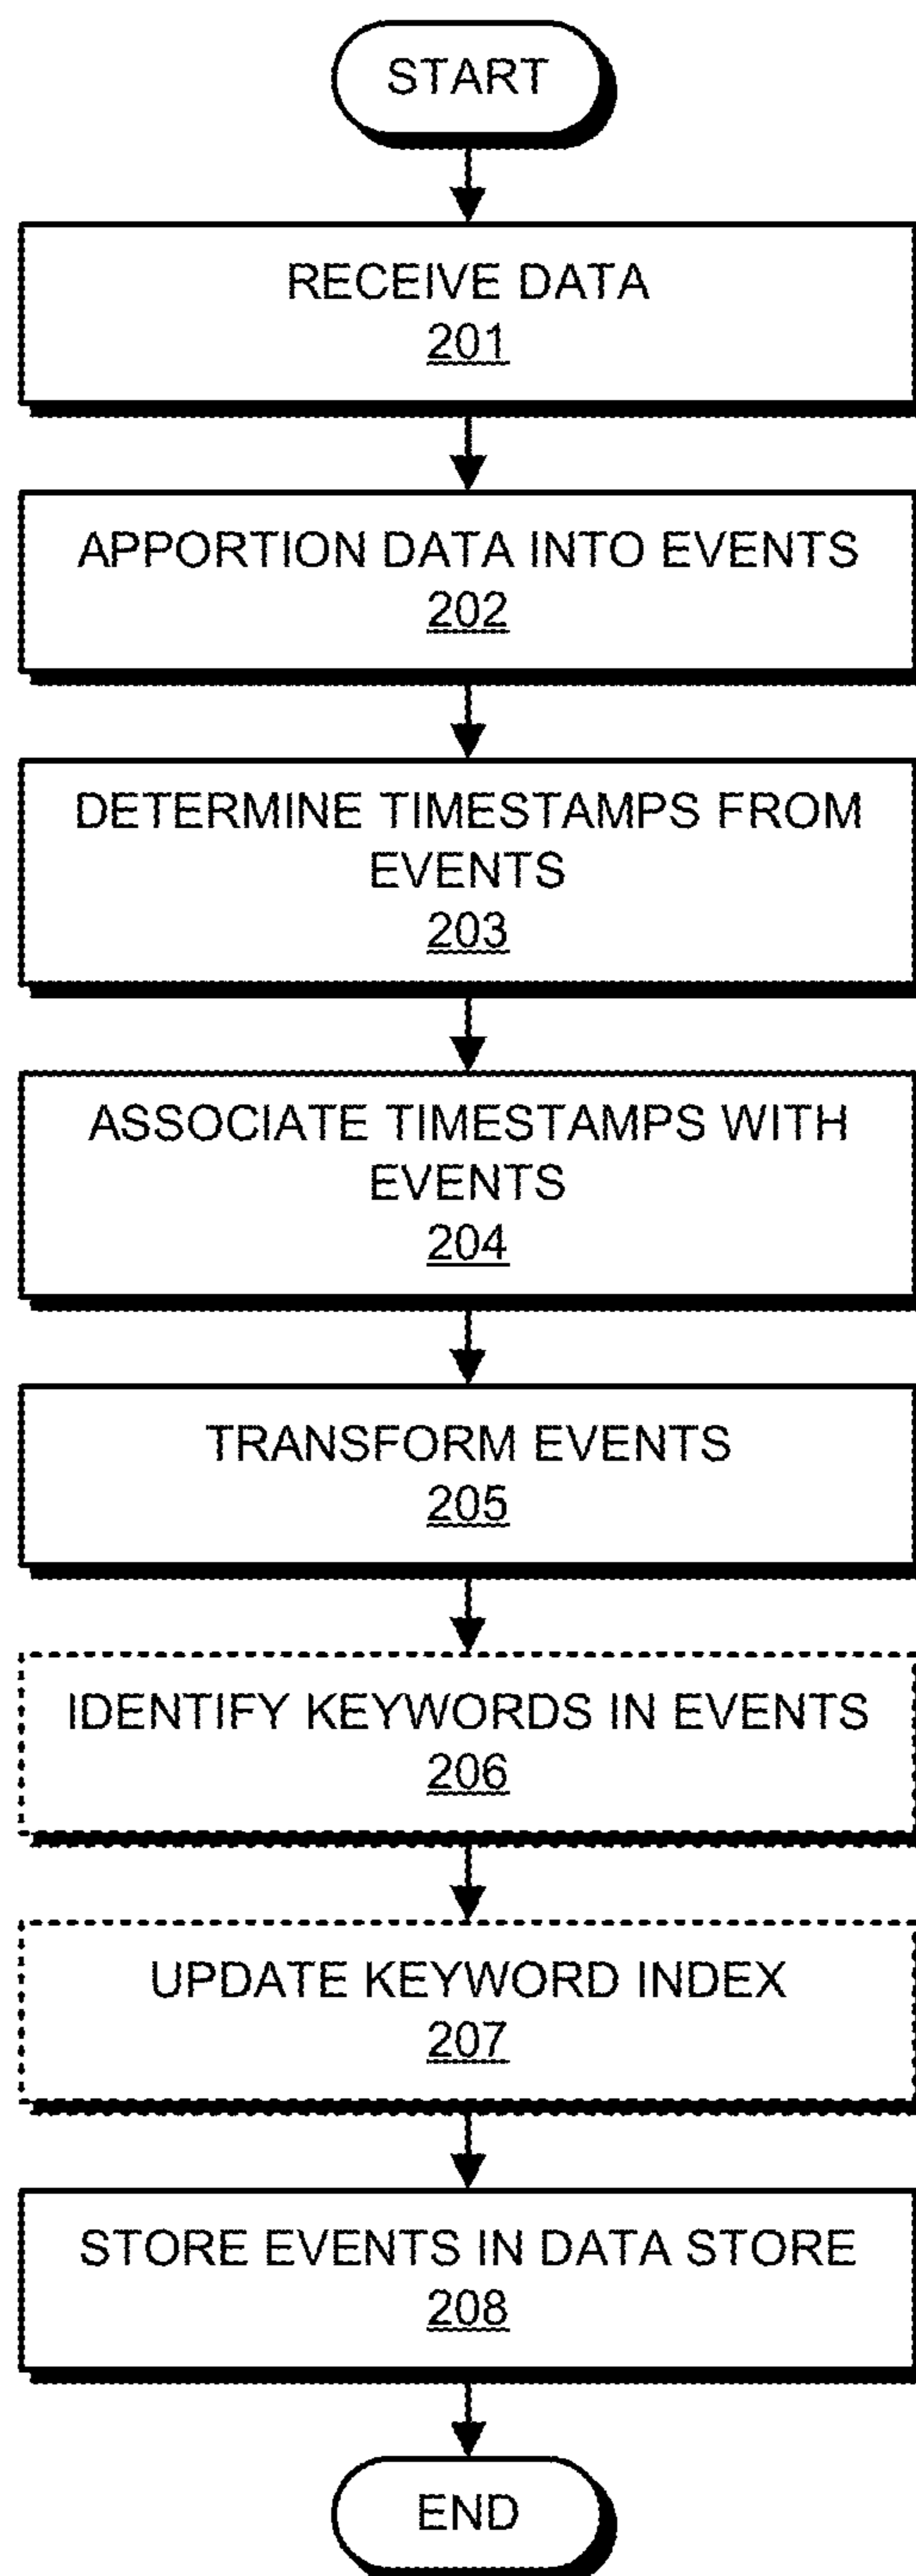 START
RECEIVE DATA
201
APPORTION DATA INTO EVENTS
202
DETERMINE TIMESTAMPS FROM
EVENTS
203
ASSOCIATE TIMESTAMPS WITH
EVENTS
204
TRANSFORM EVENTS
205
IDENTIFY KEYWORDS IN EVENTS
206
UPDATE KEYWORD INDEX
207
STORE EVENTS IN DATA STORE
208
END